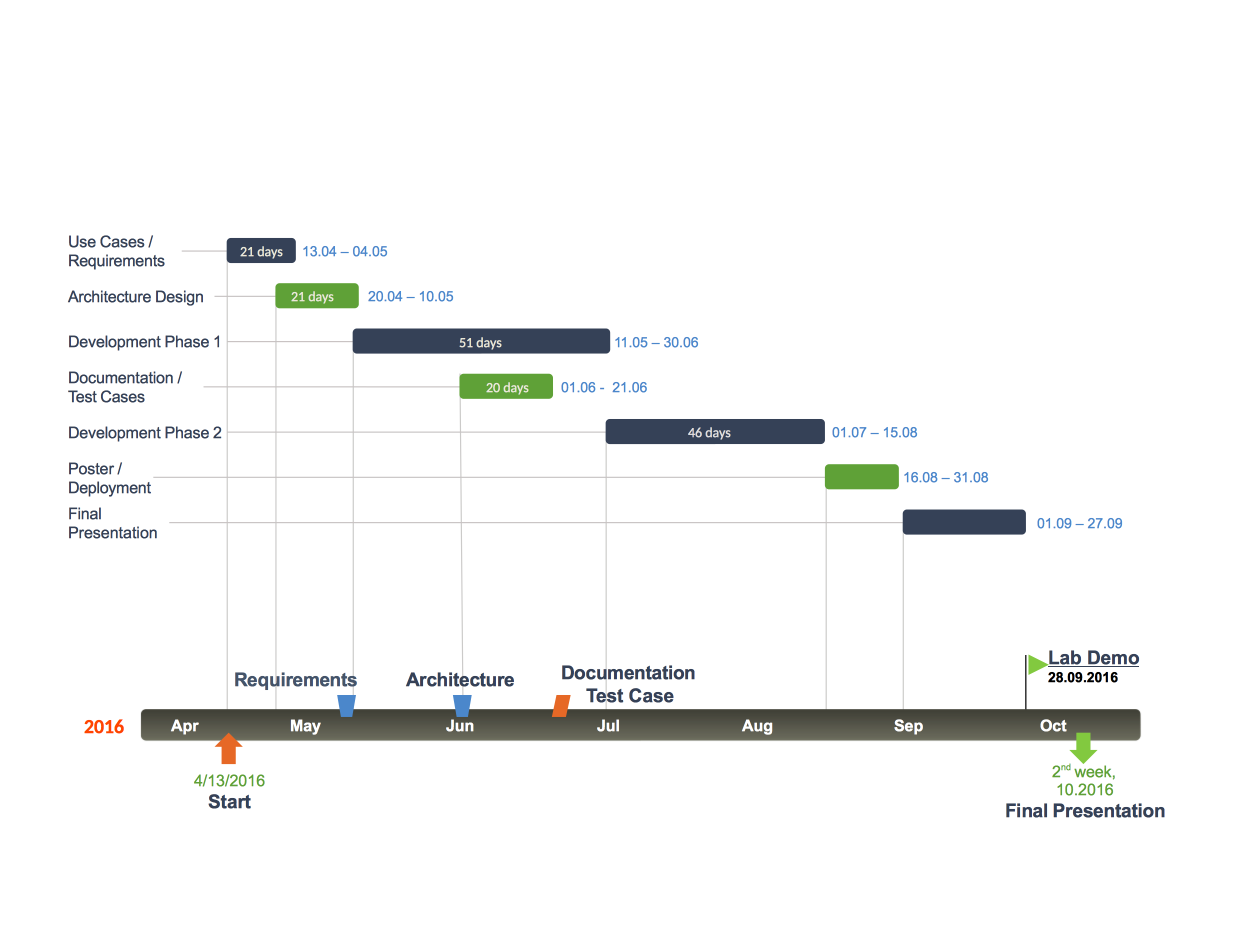 Use Cases /
Requirements
21 days
13.04 – 04.05
Architecture Design
21 days
20.04 – 10.05
Development Phase 1
51 days
11.05 – 30.06
Documentation /
Test Cases
20 days
01.06 - 21.06
Development Phase 2
46 days
01.07 – 15.08
Poster /
Deployment
16.08 – 31.08
Final
Presentation
01.09 – 27.09
Lab Demo
28.09.2016
Requirements
Architecture
Documentation
Test Case
2016
Apr May Jun Jul Aug Sep Oct
4/13/2016
Start
2nd week,
10.2016
Final Presentation